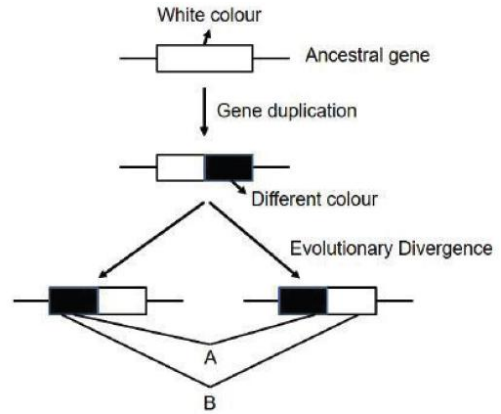 White colour
Ancestral gene
Gene duplication
Different colour
Evolutionary Divergence
A
B